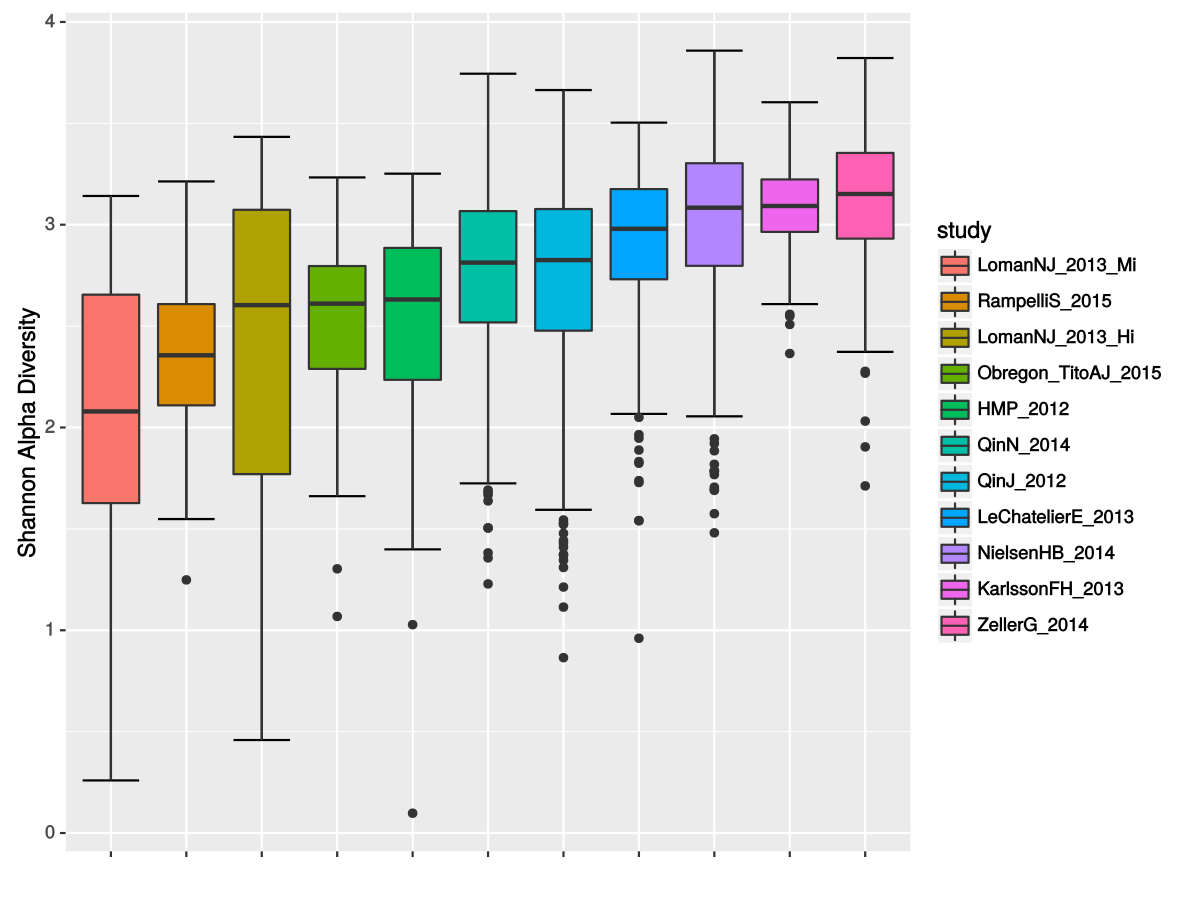 Shannon Alpha Diversity
4
3
2
1
0
study
LomanNJ_2013_Mi
RampelliS_2015
LomanNJ_2013_Hi
Obregon_TitoAJ_2015
HMP_2012
QinN_2014
QinJ_2012
LeChatelierE_2013
NielsenHB_2014
KarlssonFH_2013
ZellerG_2014